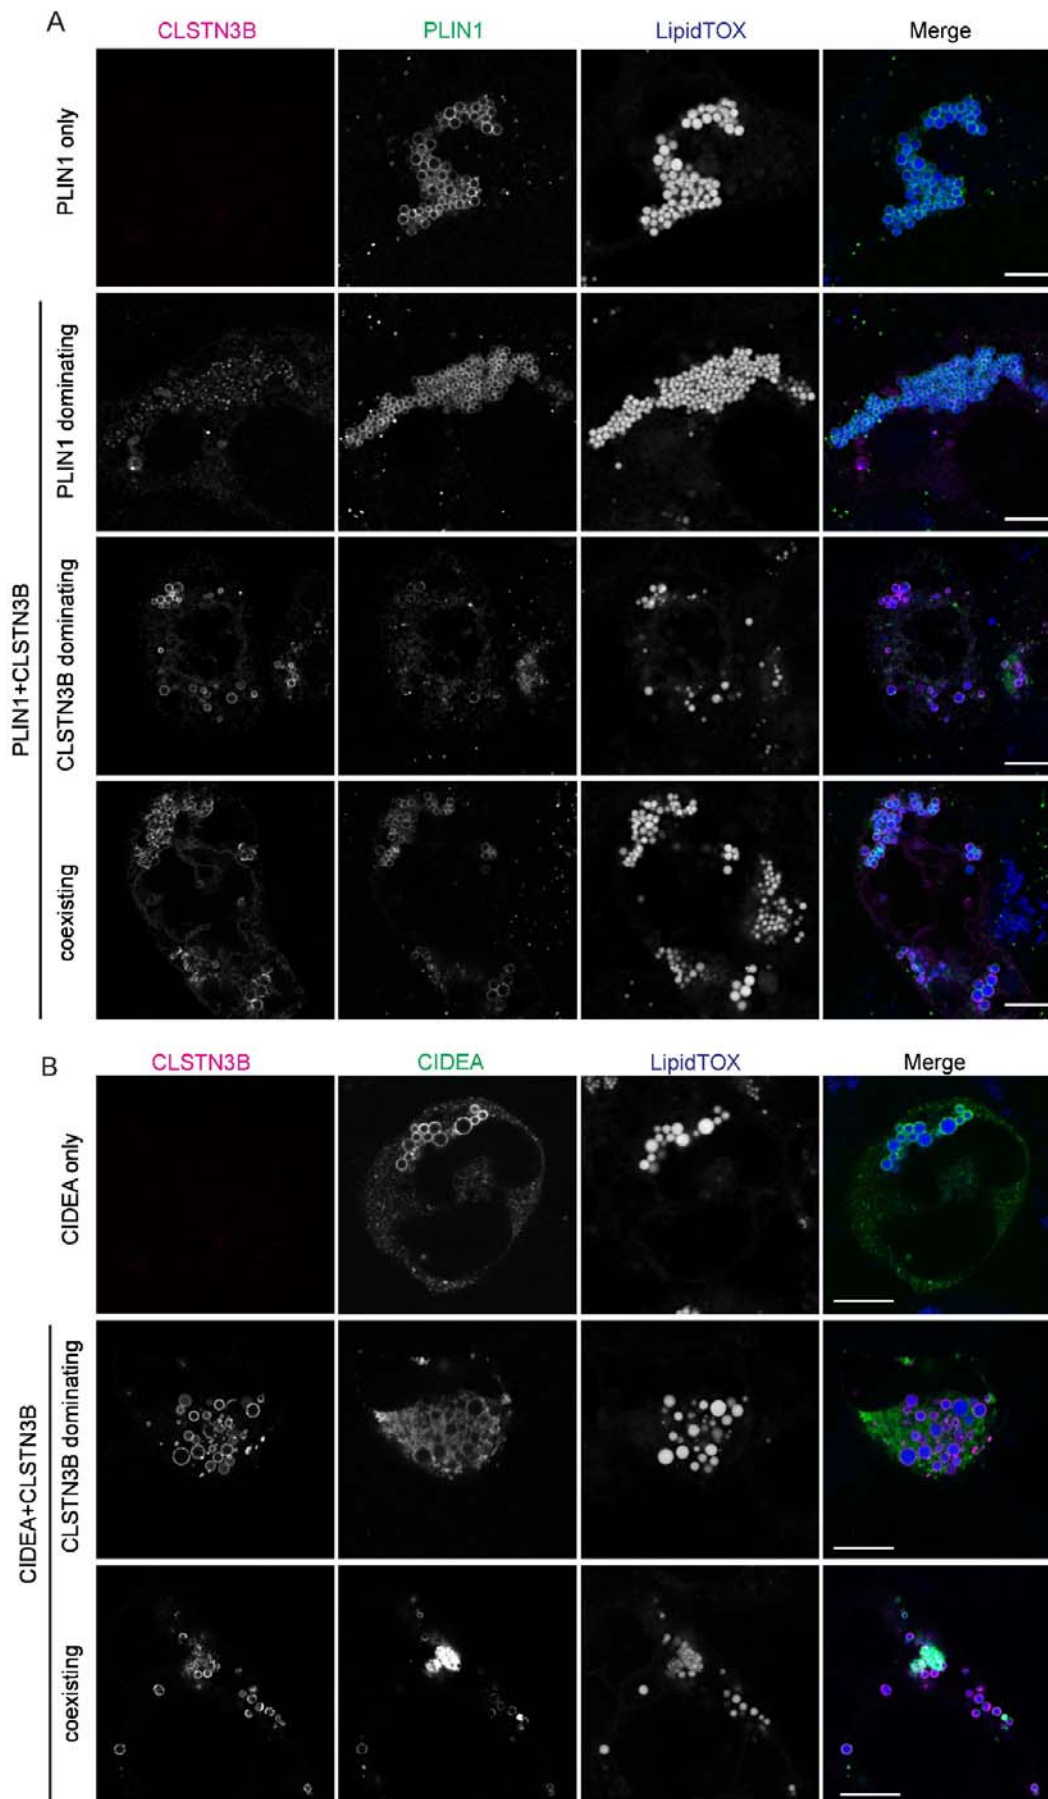 A
CLSTN3B PLIN1 LipidTOX Merge
PLIN1 only
PLIN1+CLSTN3B
PLIN1 dominating
CLSTN3B dominating
coexisting
B
CLSTN3B CIDEA LipidTOX Merge
CIDEA only
CIDEA+CLSTN3B
CLSTN3B dominating
coexisting